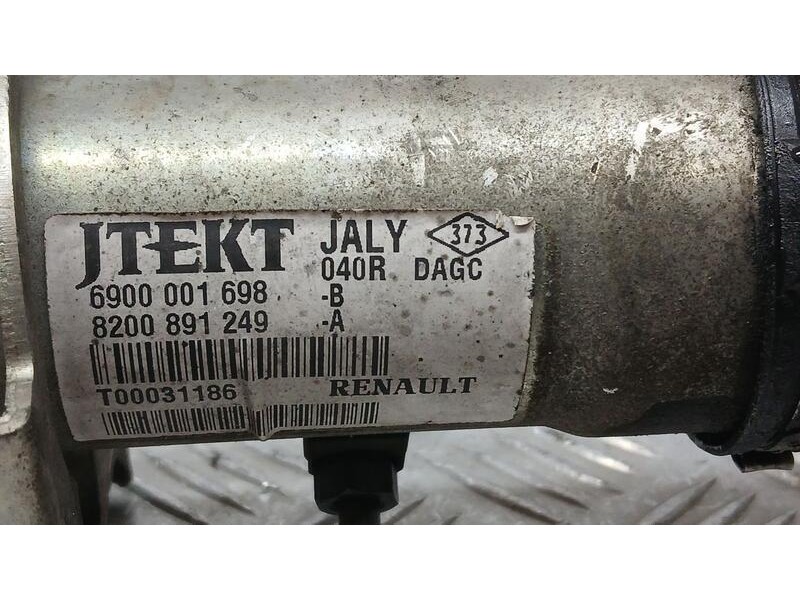 JTEKT JALY 373
040R DAGC
6900 001 698 -B
8200 891 249 -A
T00031186 RENAULT